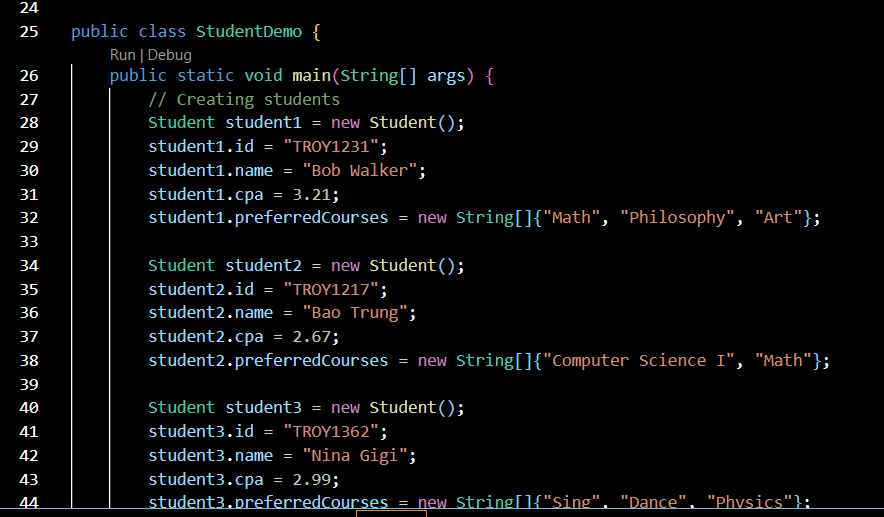 24
25 public class StudentDemo {
Run | Debug
26 public static void main(String[] args) {
27 // Creating students
28 Student student1 = new Student();
29 student1.id = "TROY1231";
30 student1.name = "Bob Walker";
31 student1.cpa = 3.21;
32 student1.preferredCourses = new String[]{"Math", "Philosophy", "Art"};
33
34 Student student2 = new Student();
35 student2.id = "TROY1217";
36 student2.name = "Bao Trung";
37 student2.cpa = 2.67;
38 student2.preferredCourses = new String[]{"Computer Science I", "Math"};
39
40 Student student3 = new Student();
41 student3.id = "TROY1362";
42 student3.name = "Nina Gigi";
43 student3.cpa = 2.99;
44 student3.preferredCourses = new String[]{"Sing", "Dance", "Physics"};